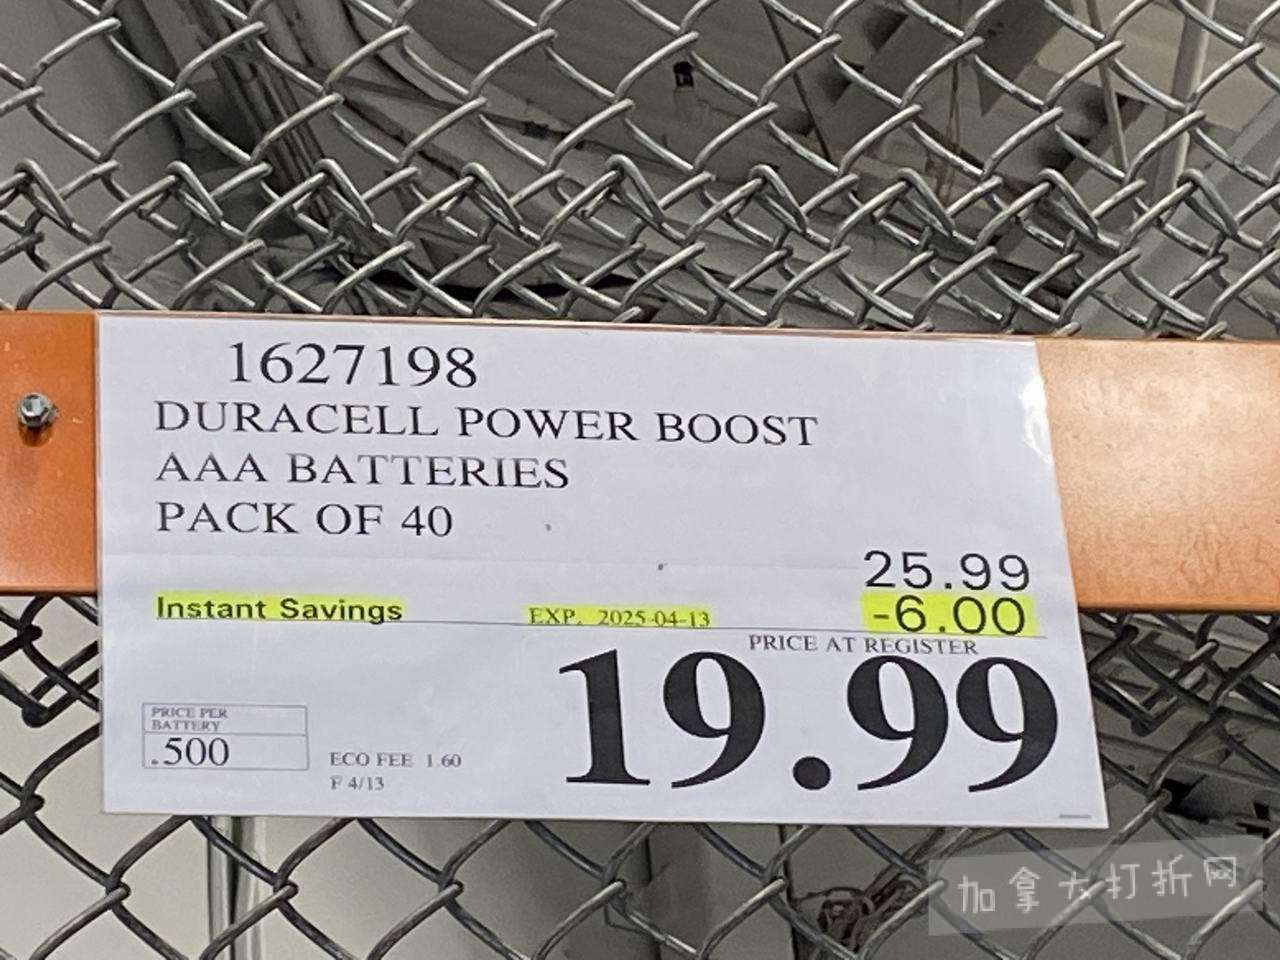 1627198
DURACELL POWER BOOST
AAA BATTERIES
PACK OF 40
25.99
Instant Savings EXP. 2025-04-13 -6.00
PRICE AT REGISTER
19.99
PRICE PER
BATTERY
.500
ECO FEE 1.60
F 4/13
加拿大打折网